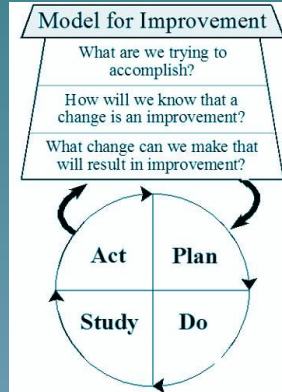 Model for Improvement
What are we trying to
accomplish?
How will we know that a
change is an improvement?
What change can we make that
will result in improvement?
Act
Plan
Study
Do